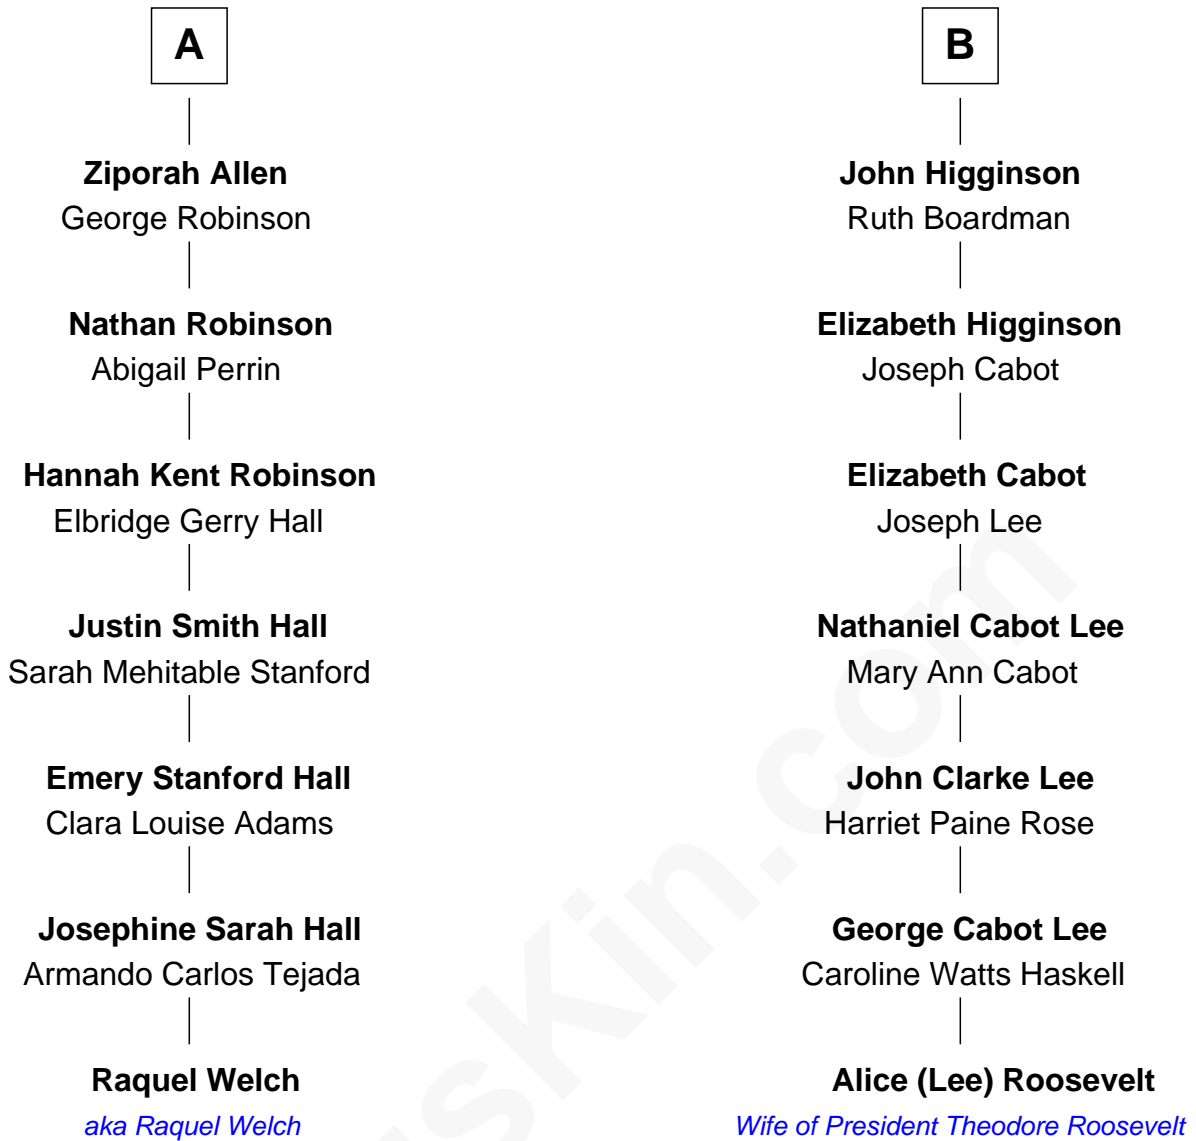 A
B
Ziporah Allen
George Robinson
John Higginson
Ruth Boardman
Nathan Robinson
Abigail Perrin
Elizabeth Higginson
Joseph Cabot
Hannah Kent Robinson
Elbridge Gerry Hall
Elizabeth Cabot
Joseph Lee
Justin Smith Hall
Sarah Mehitable Stanford
Nathaniel Cabot Lee
Mary Ann Cabot
Emery Stanford Hall
Clara Louise Adams
John Clarke Lee
Harriet Paine Rose
Josephine Sarah Hall
Armando Carlos Tejada
George Cabot Lee
Caroline Watts Haskell
Raquel Welch
aka Raquel Welch
Alice (Lee) Roosevelt
Wife of President Theodore Roosevelt